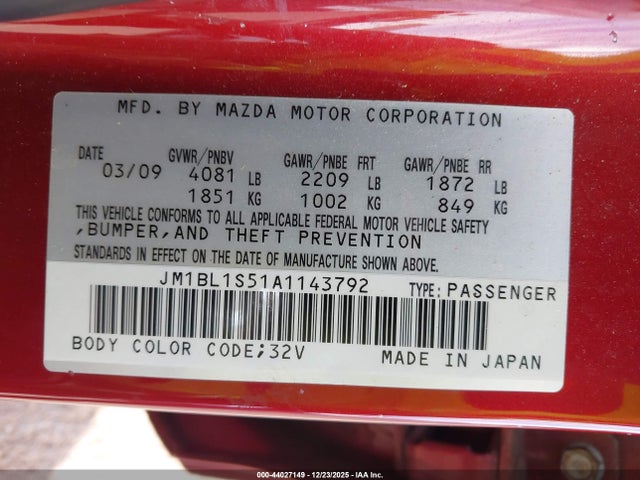 MFD. BY MAZDA MOTOR CORPORATION
DATE GVWR/PNBV GAWR/PNBE FRT GAWR/PNBE RR
03/09 4081 LB 2209 LB 1872 LB
1851 KG 1002 KG 849 KG
THIS VEHICLE CONFORMS TO ALL APPLICABLE FEDERAL MOTOR VEHICLE SAFETY
,BUMPER,AND THEFT PREVENTION
STANDARDS IN EFFECT ON THE DATE OF MANUFACTURE SHOWN ABOVE.
JM1BL1S51A1143792 TYPE:PASSENGER
BODY COLOR CODE;32V MADE IN JAPAN
000-44027149 - 12/23/2025 - IAA Inc.